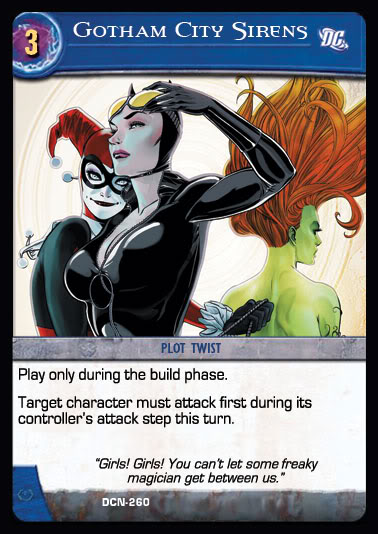 3
GOTHAM CITY SIRENS
DC
PLOT TWIST
Play only during the build phase.
Target character must attack first during its
controller's attack step this turn.
"Girls! Girls! You can't let some freaky
magician get between us."
DCN-260